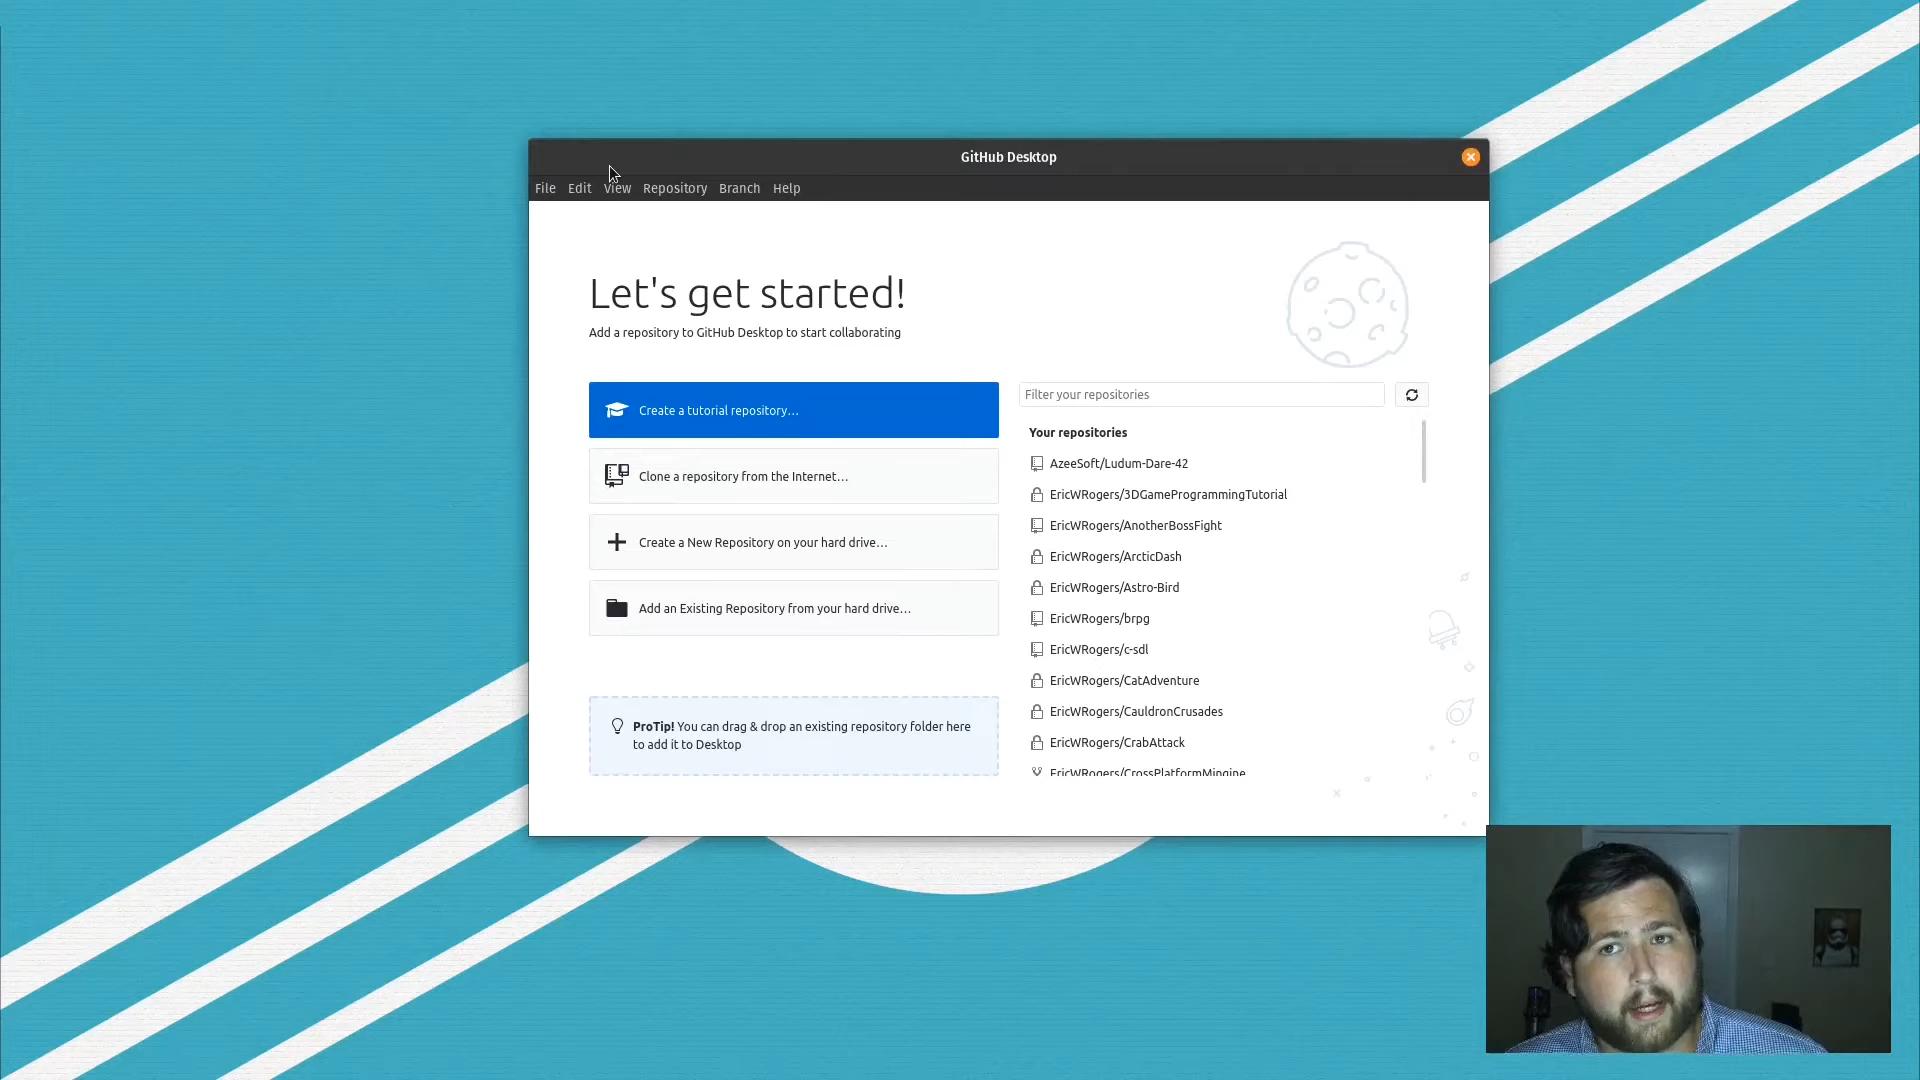 GitHub Desktop
File Edit View Repository Branch Help
Let's get started!
Add a repository to GitHub Desktop to start collaborating
Create a tutorial repository...
Clone a repository from the Internet...
Create a New Repository on your hard drive...
Add an Existing Repository from your hard drive...
ProTip! You can drag & drop an existing repository folder here
to add it to Desktop
Filter your repositories
Your repositories
AzeeSoft/Ludum-Dare-42
EricWRogers/3DGameProgrammingTutorial
EricWRogers/AnotherBossFight
EricWRogers/ArcticDash
EricWRogers/Astro-Bird
EricWRogers/brpg
EricWRogers/c-sdl
EricWRogers/CatAdventure
EricWRogers/CauldronCrusades
EricWRogers/CrabAttack
EricWRogers/CrossPlatformMingine